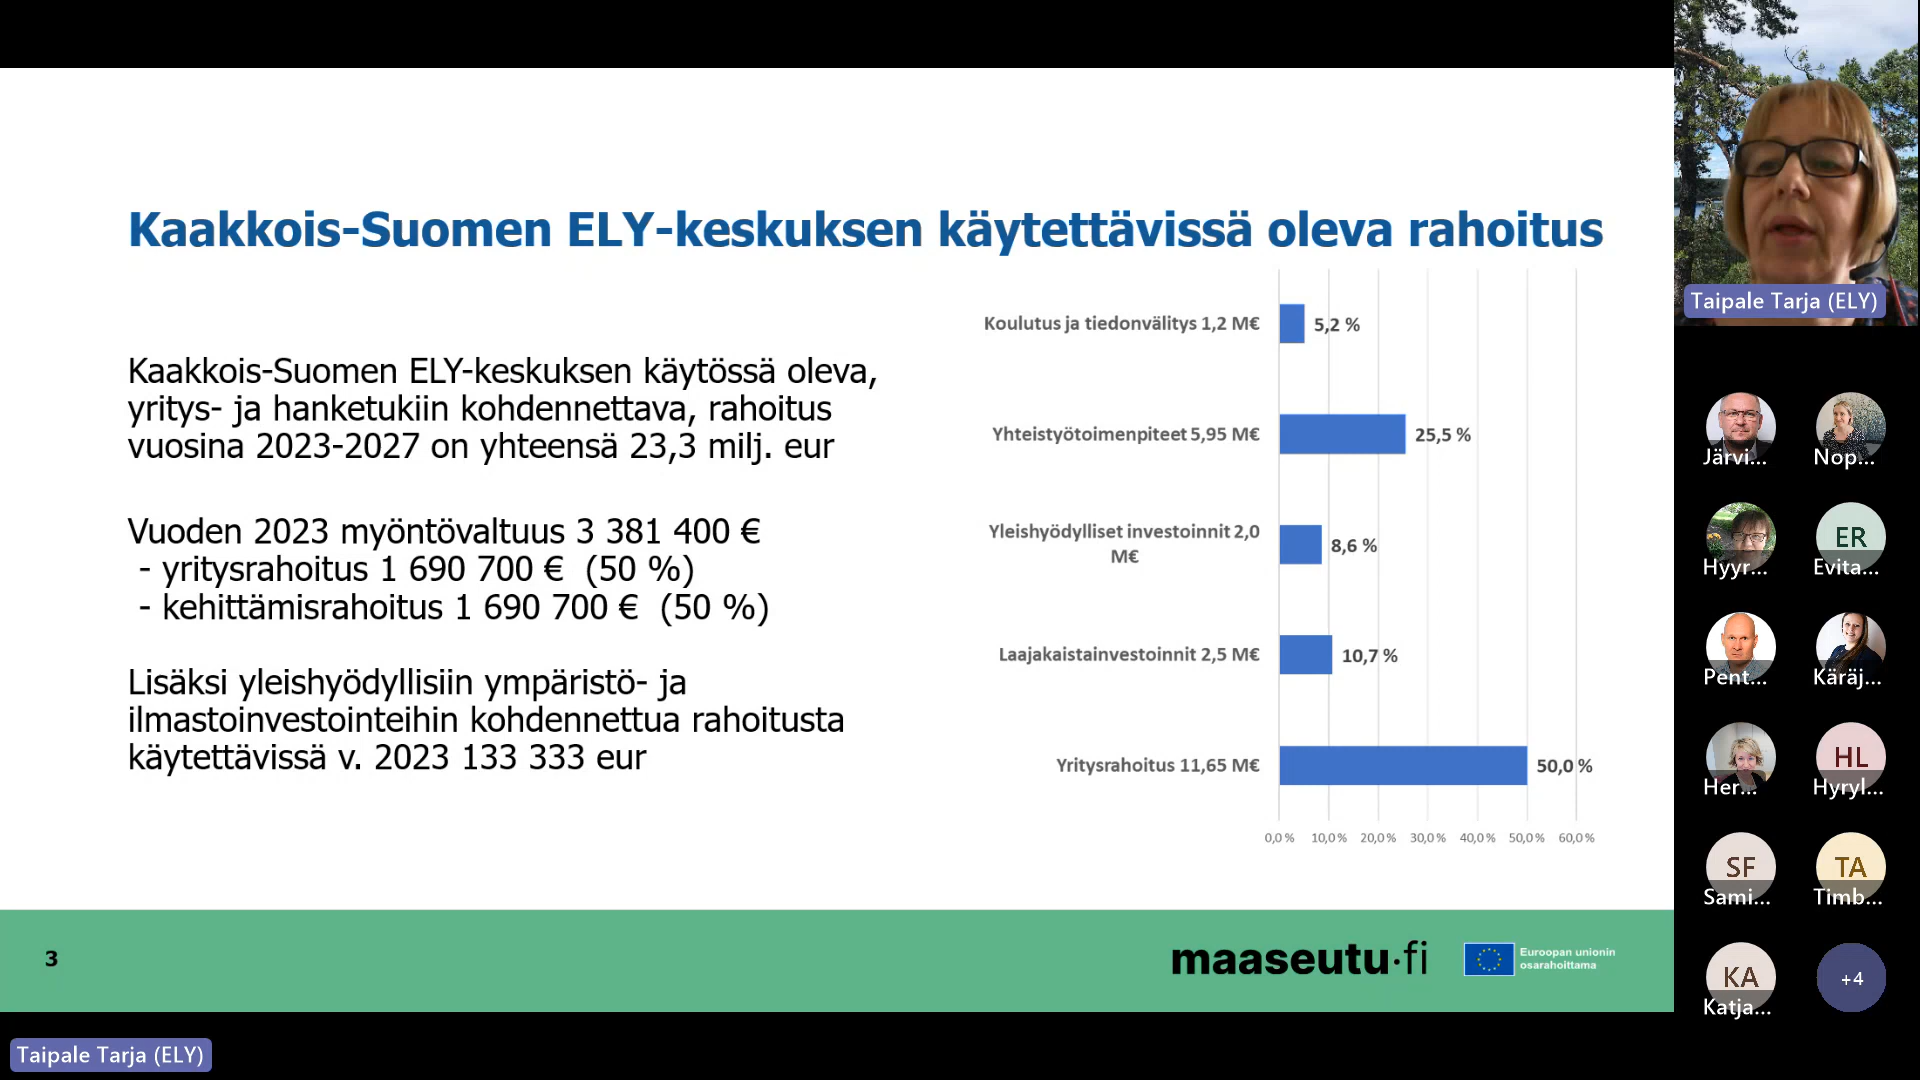 Kaakkois-Suomen ELY-keskuksen käytettävissä oleva rahoitus
Kaakkois-Suomen ELY-keskuksen käytössä oleva,
yritys- ja hanketukiin kohdennettava, rahoitus
vuosina 2023-2027 on yhteensä 23,3 milj. eur
Vuoden 2023 myöntövaltuus 3 381 400 €
- yritysrahoitus 1 690 700 € (50 %)
- kehittämisrahoitus 1 690 700 € (50 %)
Lisäksi yleishyödyllisiin ympäristö- ja
ilmastoinvestointeihin kohdennettua rahoitusta
käytettävissä v. 2023 133 333 eur
Koulutus ja tiedonvälitys 1,2 M€
5,2 %
Yhteistyötoimenpiteet 5,95 M€
25,5 %
Yleishyödylliset investoinnit 2,0
M€
8,6 %
Laajakaistainvestoinnit 2,5 M€
10,7 %
Yritysrahoitus 11,65 M€
50,0 %
0,0 % 10,0 % 20,0 % 30,0 % 40,0 % 50,0 % 60,0 %
3
maaseutu.fi
Euroopan unionin
osarahoittama
Taipale Tarja (ELY)
Taipale Tarja (ELY)
Järvi...
Nop...
Hyyr...
ER
Evita...
Pent...
Käräj...
Her...
HL
Hyryl...
SF
Sami...
TA
Timb...
KA
Katja...
+4